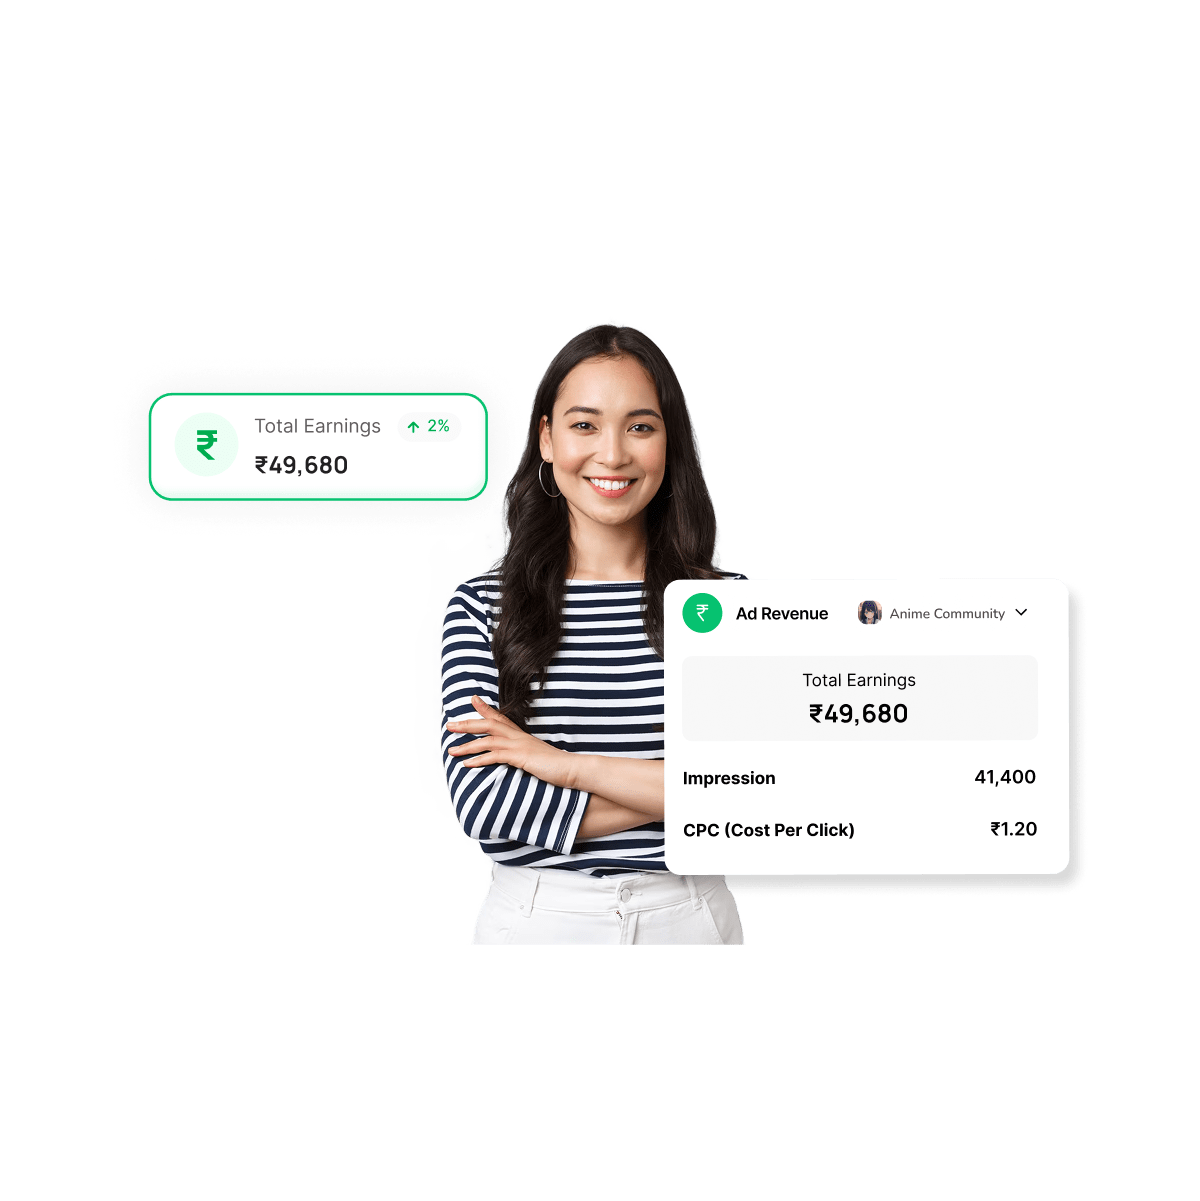 ₹
Total Earnings ↑ 2%
₹49,680
₹ Ad Revenue Anime Community
Total Earnings
₹49,680
Impression 41,400
CPC (Cost Per Click) ₹1.20